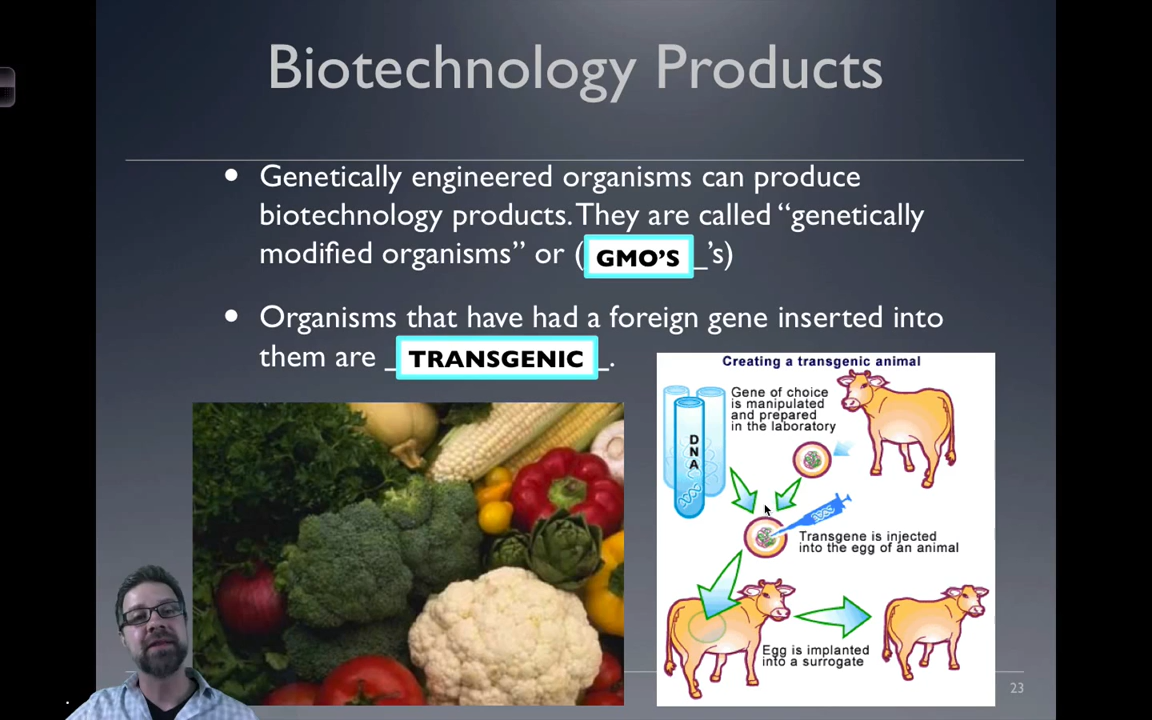 Biotechnology Products
• Genetically engineered organisms can produce
biotechnology products. They are called “genetically
modified organisms” or (GMO’S_’s)
• Organisms that have had a foreign gene inserted into
them are _TRANSGENIC_.
Creating a transgenic animal
Gene of choice
is manipulated
and prepared
in the laboratory
DNA
Transgene is injected
into the egg of an animal
Egg is implanted
into a surrogate
23